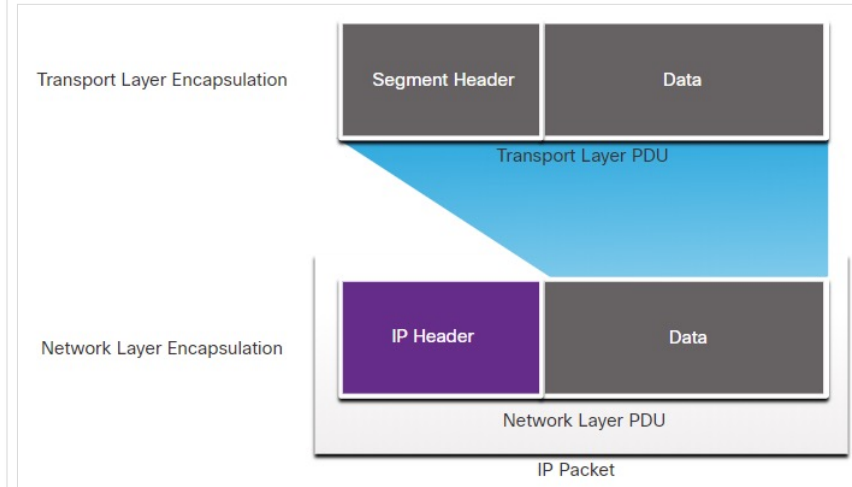 Transport Layer Encapsulation
Segment Header
Data
Transport Layer PDU
Network Layer Encapsulation
IP Header
Data
Network Layer PDU
IP Packet